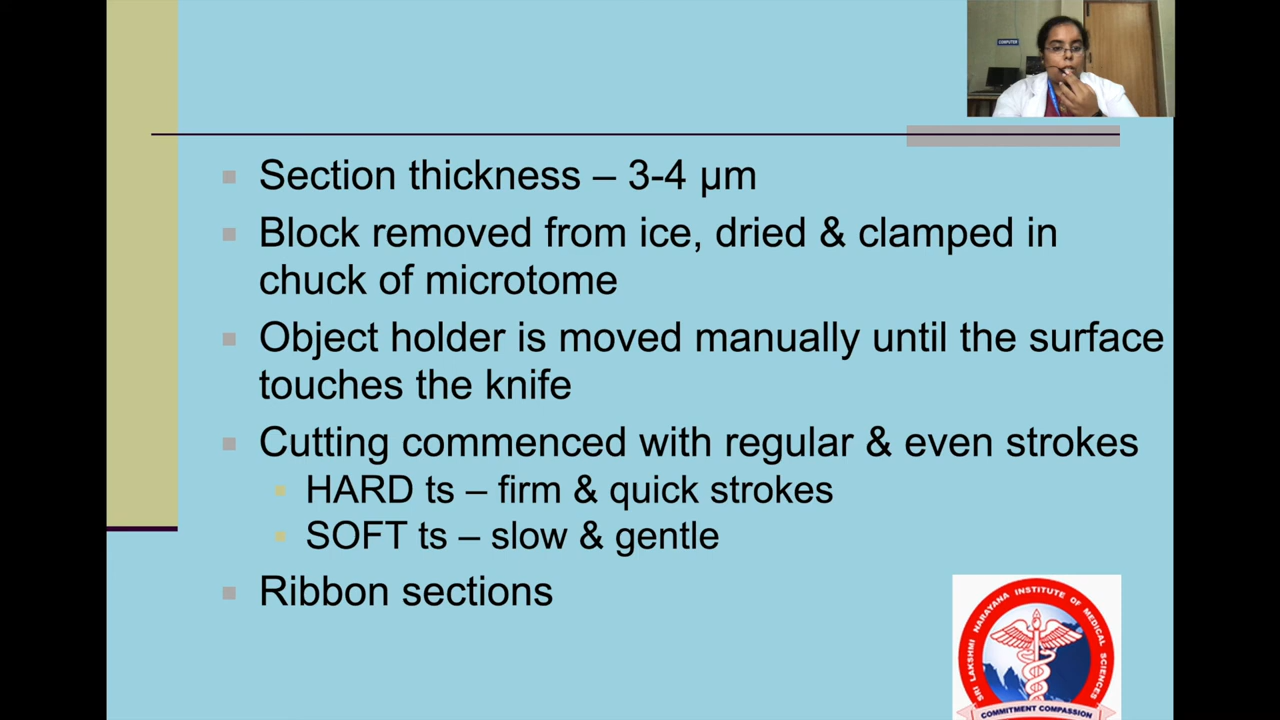 COMPUTER
Section thickness – 3-4 µm
Block removed from ice, dried & clamped in
chuck of microtome
Object holder is moved manually until the surface
touches the knife
Cutting commenced with regular & even strokes
HARD ts – firm & quick strokes
SOFT ts – slow & gentle
Ribbon sections
SRI LAKSHMI NARAYANA INSTITUTE OF MEDICAL SCIENCES
COMMITMENT COMPASSION